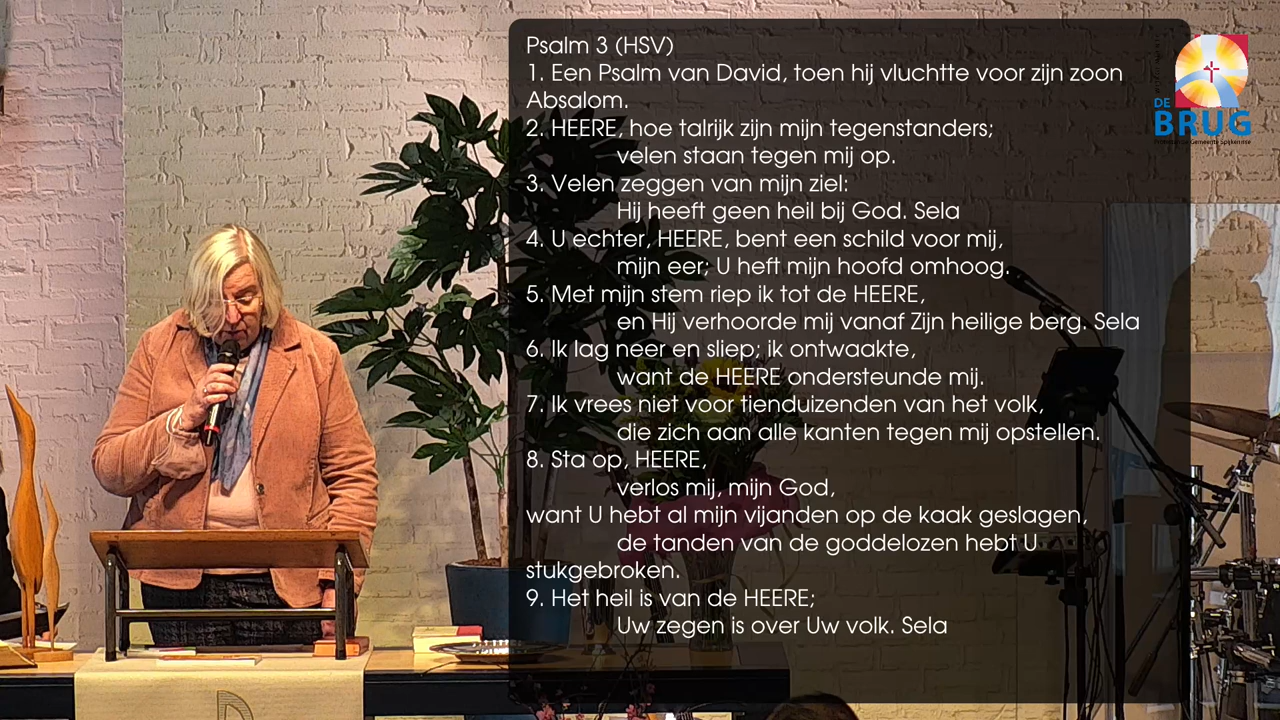 Psalm 3 (HSV)
1. Een Psalm van David, toen hij vluchtte voor zijn zoon
Absalom.
2. HEERE, hoe talrijk zijn mijn tegenstanders;
velen staan tegen mij op.
3. Velen zeggen van mijn ziel:
Hij heeft geen heil bij God. Sela
4. U echter, HEERE, bent een schild voor mij,
mijn eer; U heft mijn hoofd omhoog.
5. Met mijn stem riep ik tot de HEERE,
en Hij verhoorde mij vanaf Zijn heilige berg. Sela
6. Ik lag neer en sliep; ik ontwaakte,
want de HEERE ondersteunde mij.
7. Ik vrees niet voor tienduizenden van het volk,
die zich aan alle kanten tegen mij opstellen.
8. Sta op, HEERE,
verlos mij, mijn God,
want U hebt al mijn vijanden op de kaak geslagen,
de tanden van de goddelozen hebt U
stukgebroken.
9. Het heil is van de HEERE;
Uw zegen is over Uw volk. Sela
DE
BRUG
Gemeente Spijkenisse